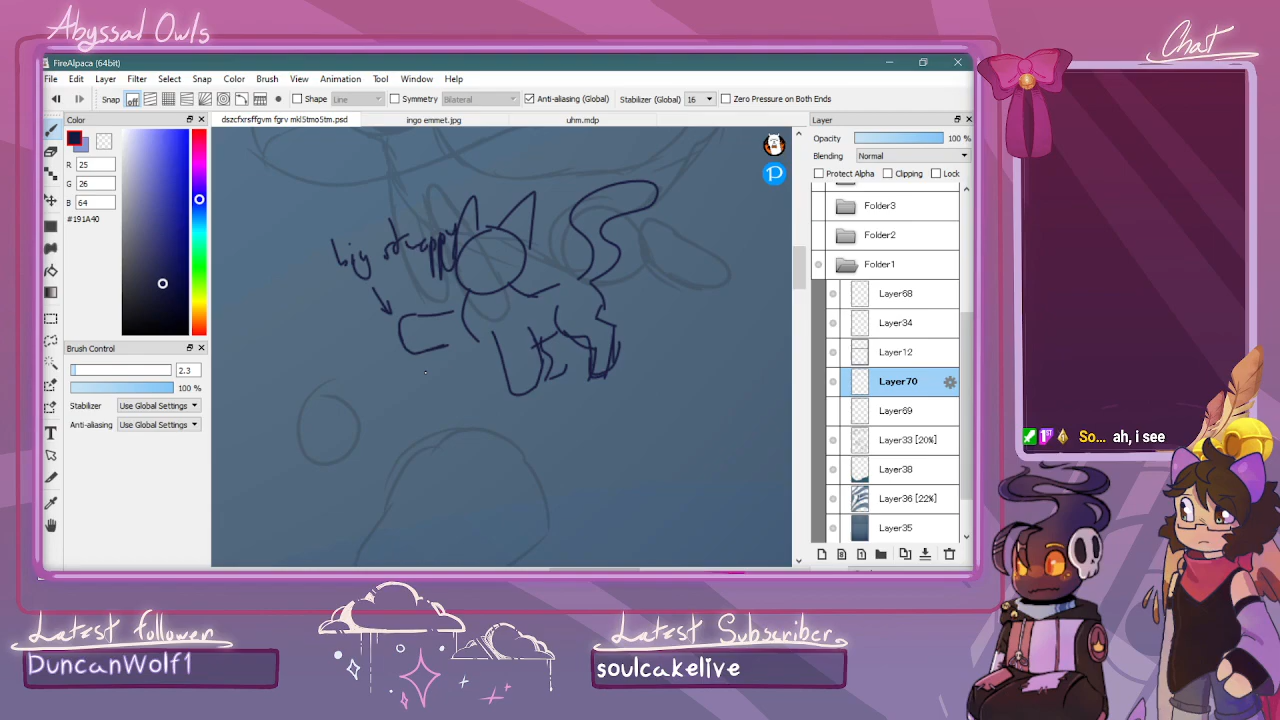 Abyssal Owls
Chat
FireAlpaca (64bit)
File Edit Layer Filter Select Snap Color Brush View Animation Tool Window Help
Snap off Shape Line Symmetry Bilateral Anti-aliasing (Global) Stabilizer (Global) 16 Zero Pressure on Both Ends
Color
dszcfxrsffgvm fgrv mkl5tmo5tm.psd ingo emmet.jpg uhm.mdp
Layer
R 25
G 26
B 64
#191A40
Opacity 100 %
Blending Normal
Protect Alpha Clipping Lock
Folder3
Folder2
Folder1
Layer68
Layer34
Layer12
Layer70
Layer69
Layer33 [20%]
Layer38
Layer36 [22%]
Layer35
Brush Control
2.3
100 %
Stabilizer Use Global Settings
Anti-aliasing Use Global Settings
big
So... ah, i see
Latest follower
DuncanWolf1
Latest Subscriber
soulcakelive